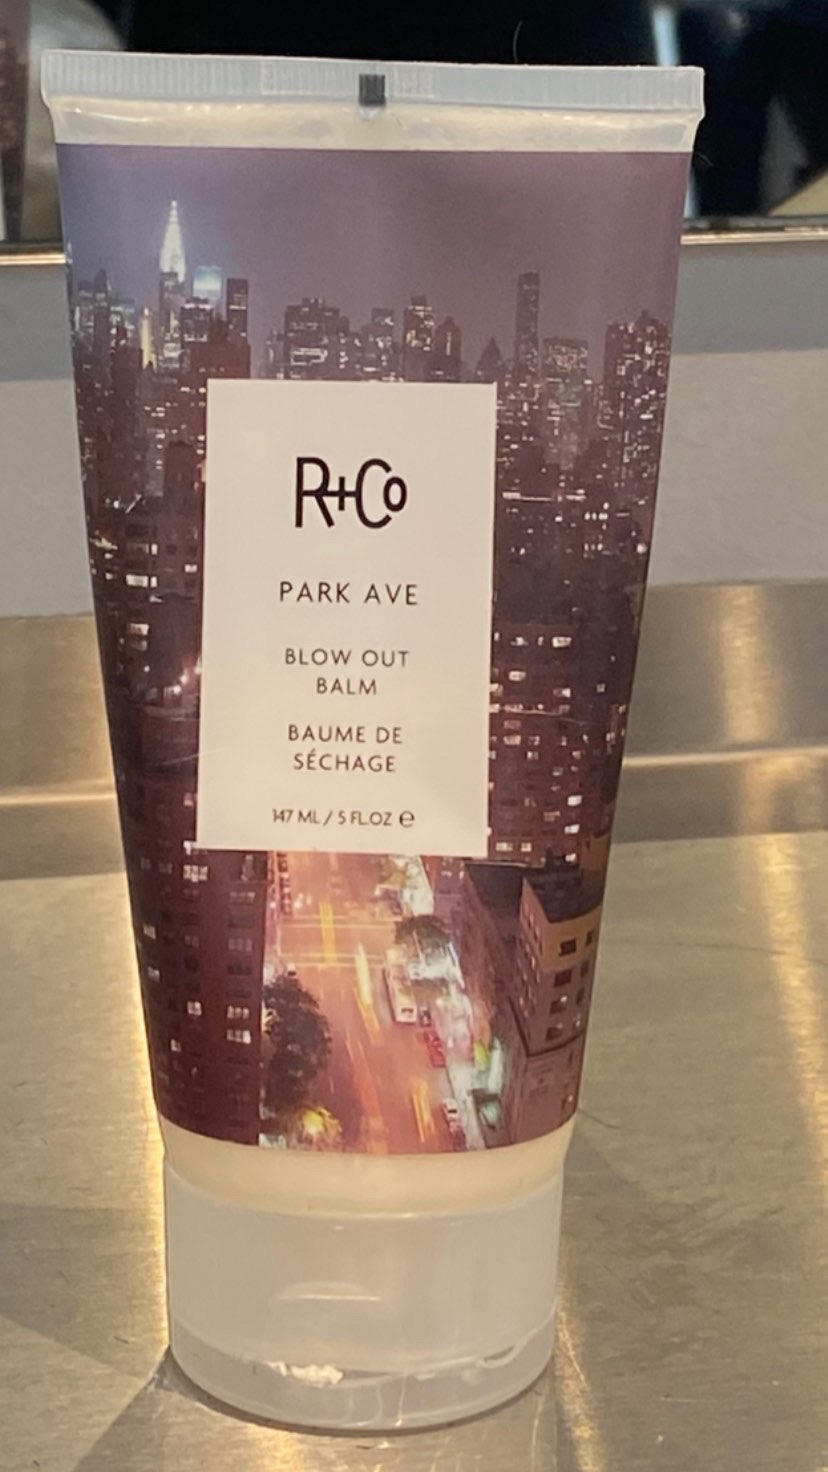 R+Co
PARK AVE
BLOW OUT
BALM
BAUME DE
SÉCHAGE
147 ML / 5 FL.OZ ℮